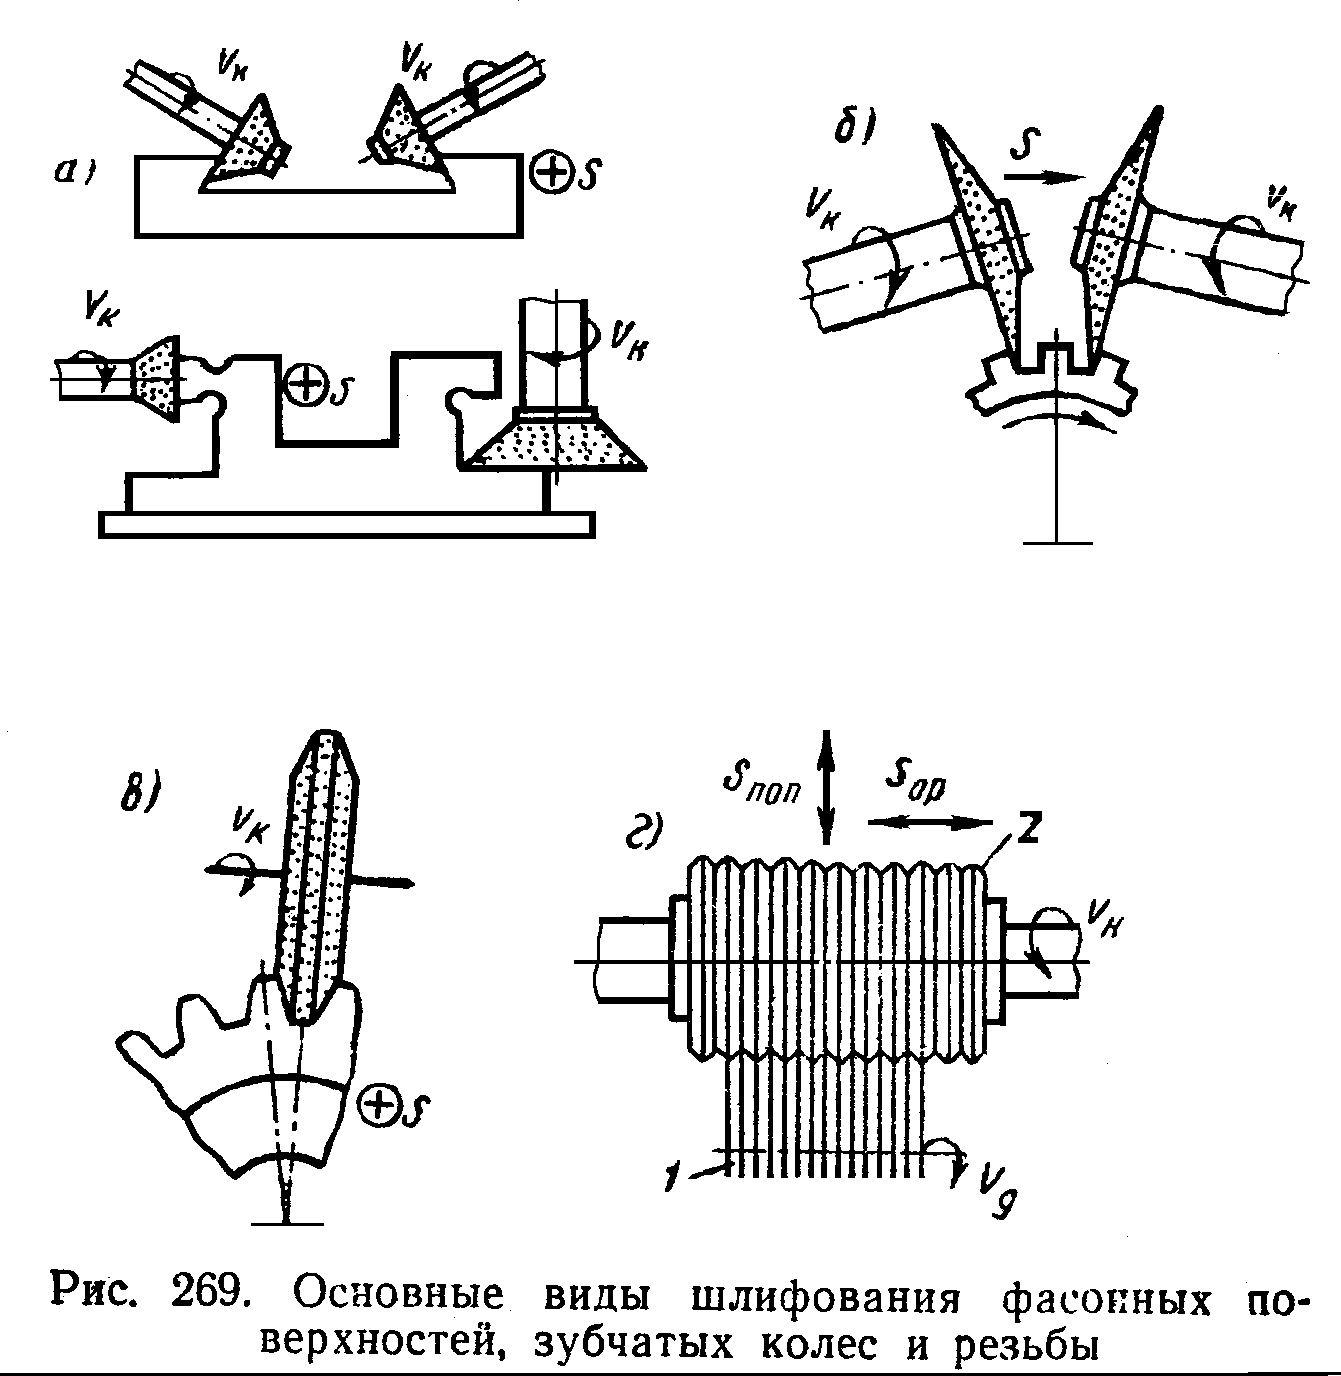 vк vк
а) S
б) S
vк vк
vк S vк
в) vк
Sпоп Sор
г) 2
vк
S
1 vд
Рис. 269. Основные виды шлифования фасонных по-
верхностей, зубчатых колес и резьбы